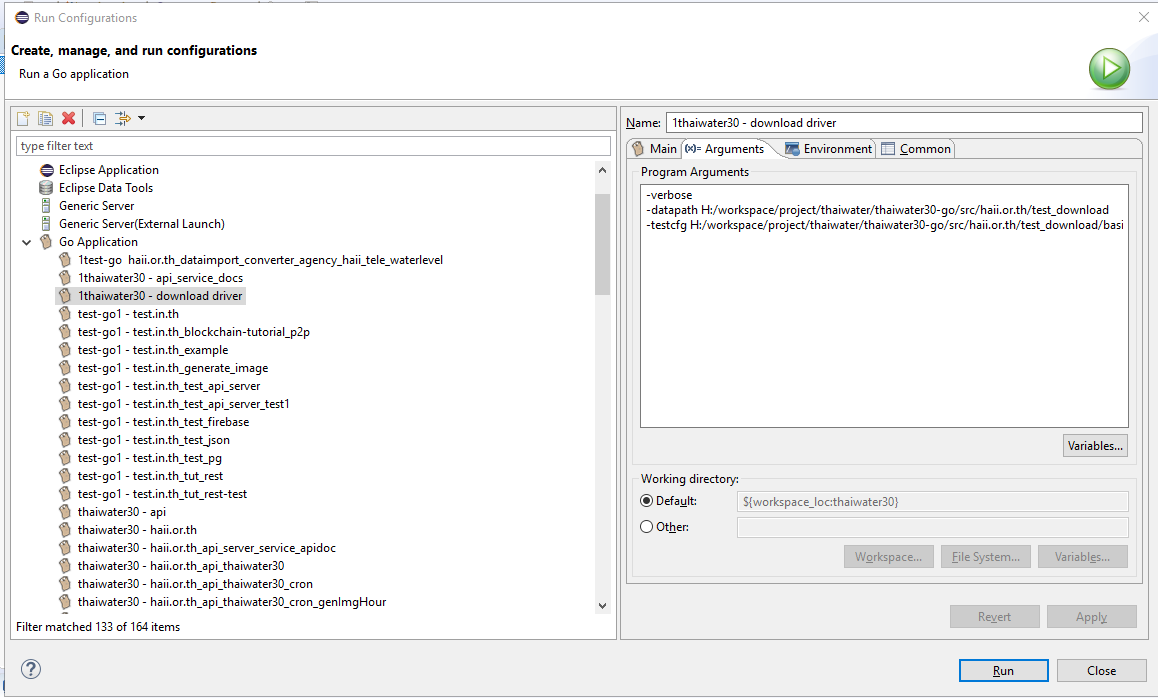 Run Configurations
Create, manage, and run configurations
Run a Go application
type filter text
Eclipse Application
Eclipse Data Tools
Generic Server
Generic Server(External Launch)
Go Application
1test-go haii.or.th_dataimport_converter_agency_haii_tele_waterlevel
1thaiwater30 - api_service_docs
1thaiwater30 - download driver
test-go1 - test.in.th
test-go1 - test.in.th_blockchain-tutorial_p2p
test-go1 - test.in.th_example
test-go1 - test.in.th_generate_image
test-go1 - test.in.th_test_api_server
test-go1 - test.in.th_test_api_server_test1
test-go1 - test.in.th_test_firebase
test-go1 - test.in.th_test_json
test-go1 - test.in.th_test_pg
test-go1 - test.in.th_tut_rest
test-go1 - test.in.th_tut_rest-test
thaiwater30 - api
thaiwater30 - haii.or.th
thaiwater30 - haii.or.th_api_server_service_apidoc
thaiwater30 - haii.or.th_api_thaiwater30
thaiwater30 - haii.or.th_api_thaiwater30_cron
thaiwater30 - haii.or.th_api_thaiwater30_cron_genImgHour
Filter matched 133 of 164 items
Name: 1thaiwater30 - download driver
Main (x)= Arguments Environment Common
Program Arguments
-verbose
-datapath H:/workspace/project/thaiwater/thaiwater30-go/src/haii.or.th/test_download
-testcfg H:/workspace/project/thaiwater/thaiwater30-go/src/haii.or.th/test_download/basi
Variables...
Working directory:
Default: ${workspace_loc:thaiwater30}
Other:
Workspace... File System... Variables...
Revert Apply
Run Close